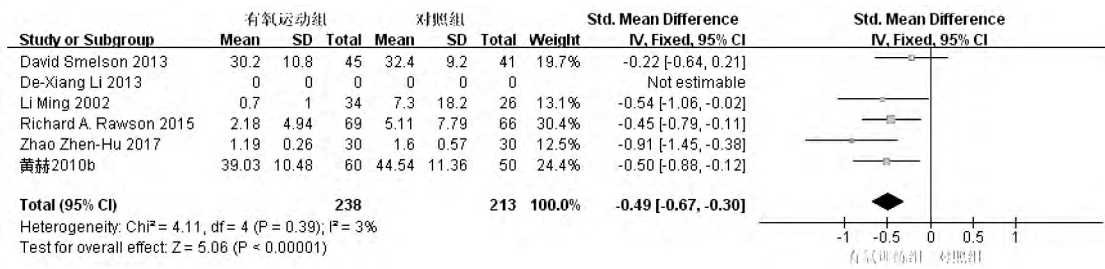 有氧运动组 对照组 Std. Mean Difference Std. Mean Difference
Study or Subgroup Mean SD Total Mean SD Total Weight IV, Fixed, 95% CI IV, Fixed, 95% CI
David Smelson 2013 30.2 10.8 45 32.4 9.2 41 19.7% -0.22 [-0.64, 0.21]
De-Xiang Li 2013 0 0 0 0 0 0 Not estimable
Li Ming 2002 0.7 1 34 7.3 18.2 26 13.1% -0.54 [-1.06, -0.02]
Richard A. Rawson 2015 2.18 4.94 69 5.11 7.79 66 30.4% -0.45 [-0.79, -0.11]
Zhao Zhen-Hu 2017 1.19 0.26 30 1.6 0.57 30 12.5% -0.91 [-1.45, -0.38]
黄赫2010b 39.03 10.48 60 44.54 11.36 50 24.4% -0.50 [-0.88, -0.12]
Total (95% CI) 238 213 100.0% -0.49 [-0.67, -0.30]
Heterogeneity: Chi² = 4.11, df = 4 (P = 0.39); I² = 3%
Test for overall effect: Z = 5.06 (P < 0.00001)
-1 -0.5 0 0.5 1
有氧训练组 对照组